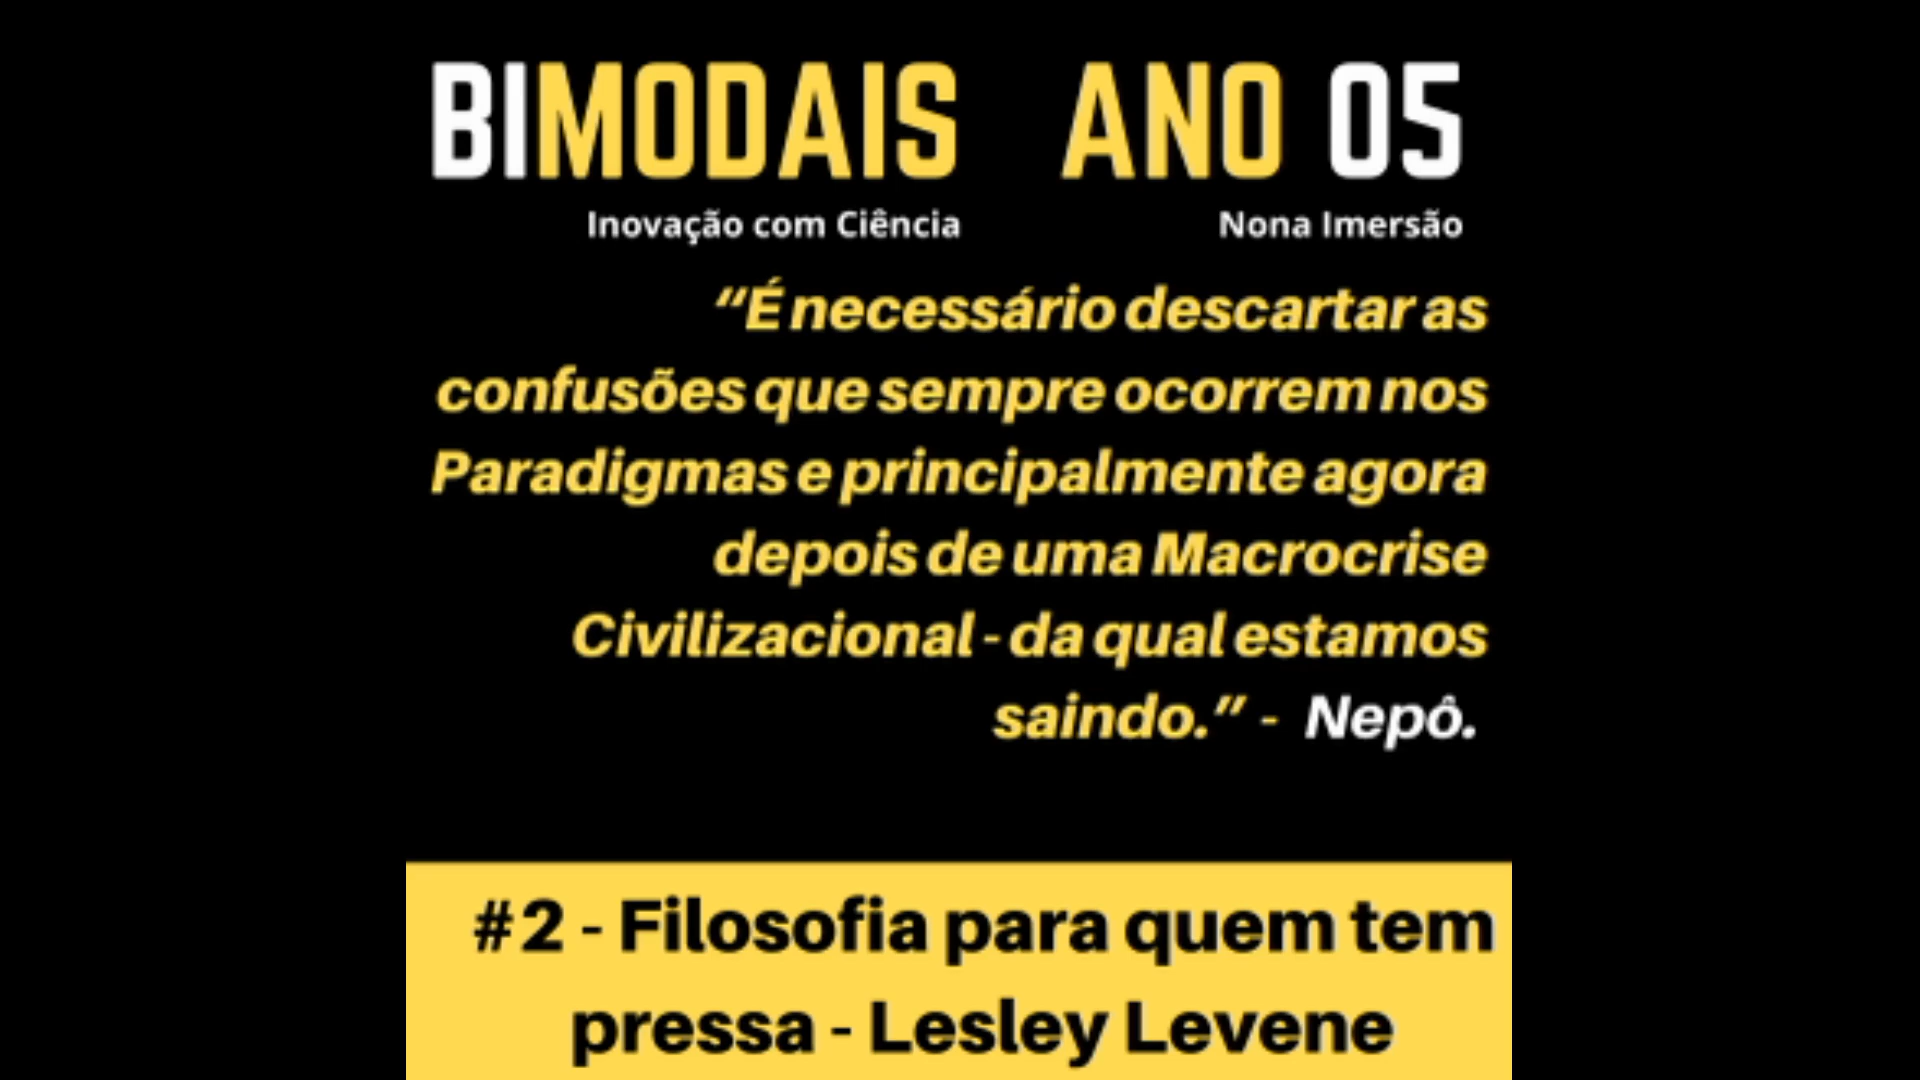 BIMODAIS ANO 05
Inovação com Ciência Nona Imersão
“É necessário descartar as
confusões que sempre ocorrem nos
Paradigmas e principalmente agora
depois de uma Macrocrise
Civilizacional - da qual estamos
saindo.” - Nepô.
#2 - Filosofia para quem tem
pressa - Lesley Levene